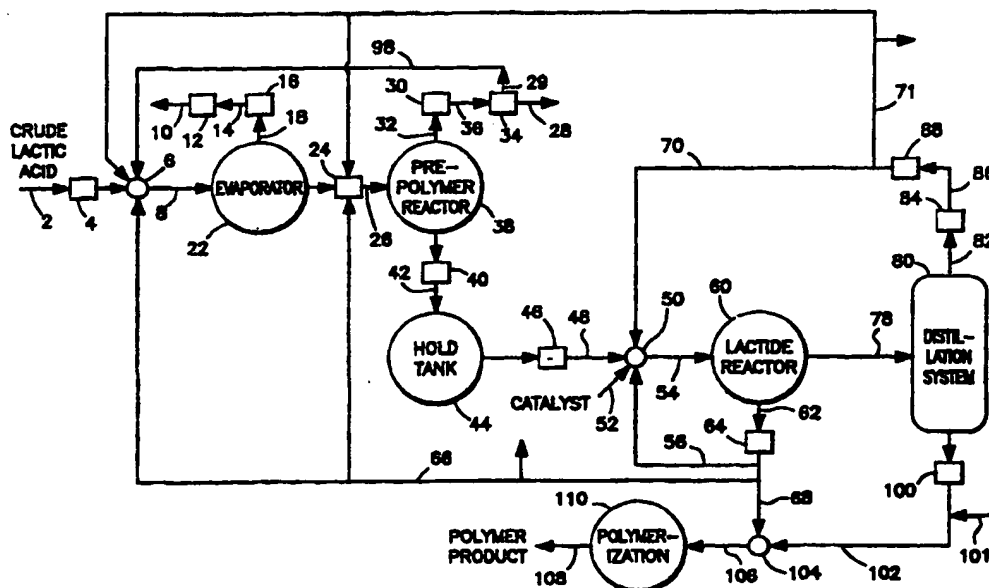 98
16
30
29
71
10
12
14
18
32
36
34
28
CRUDE
LACTIC
ACID
24
70
88
6
86
84
EVAPORATOR
PRE-
POLYMER
REACTOR
2
4
8
26
82
22
38
80
42
40
60
50
46
48
78
HOLD
TANK
LACTIDE
REACTOR
DISTIL-
LATION
SYSTEM
CATALYST
54
52
62
44
64
56
66
68
100
110
POLYMER
PRODUCT
POLYMER-
IZATION
101
108
106
104
102